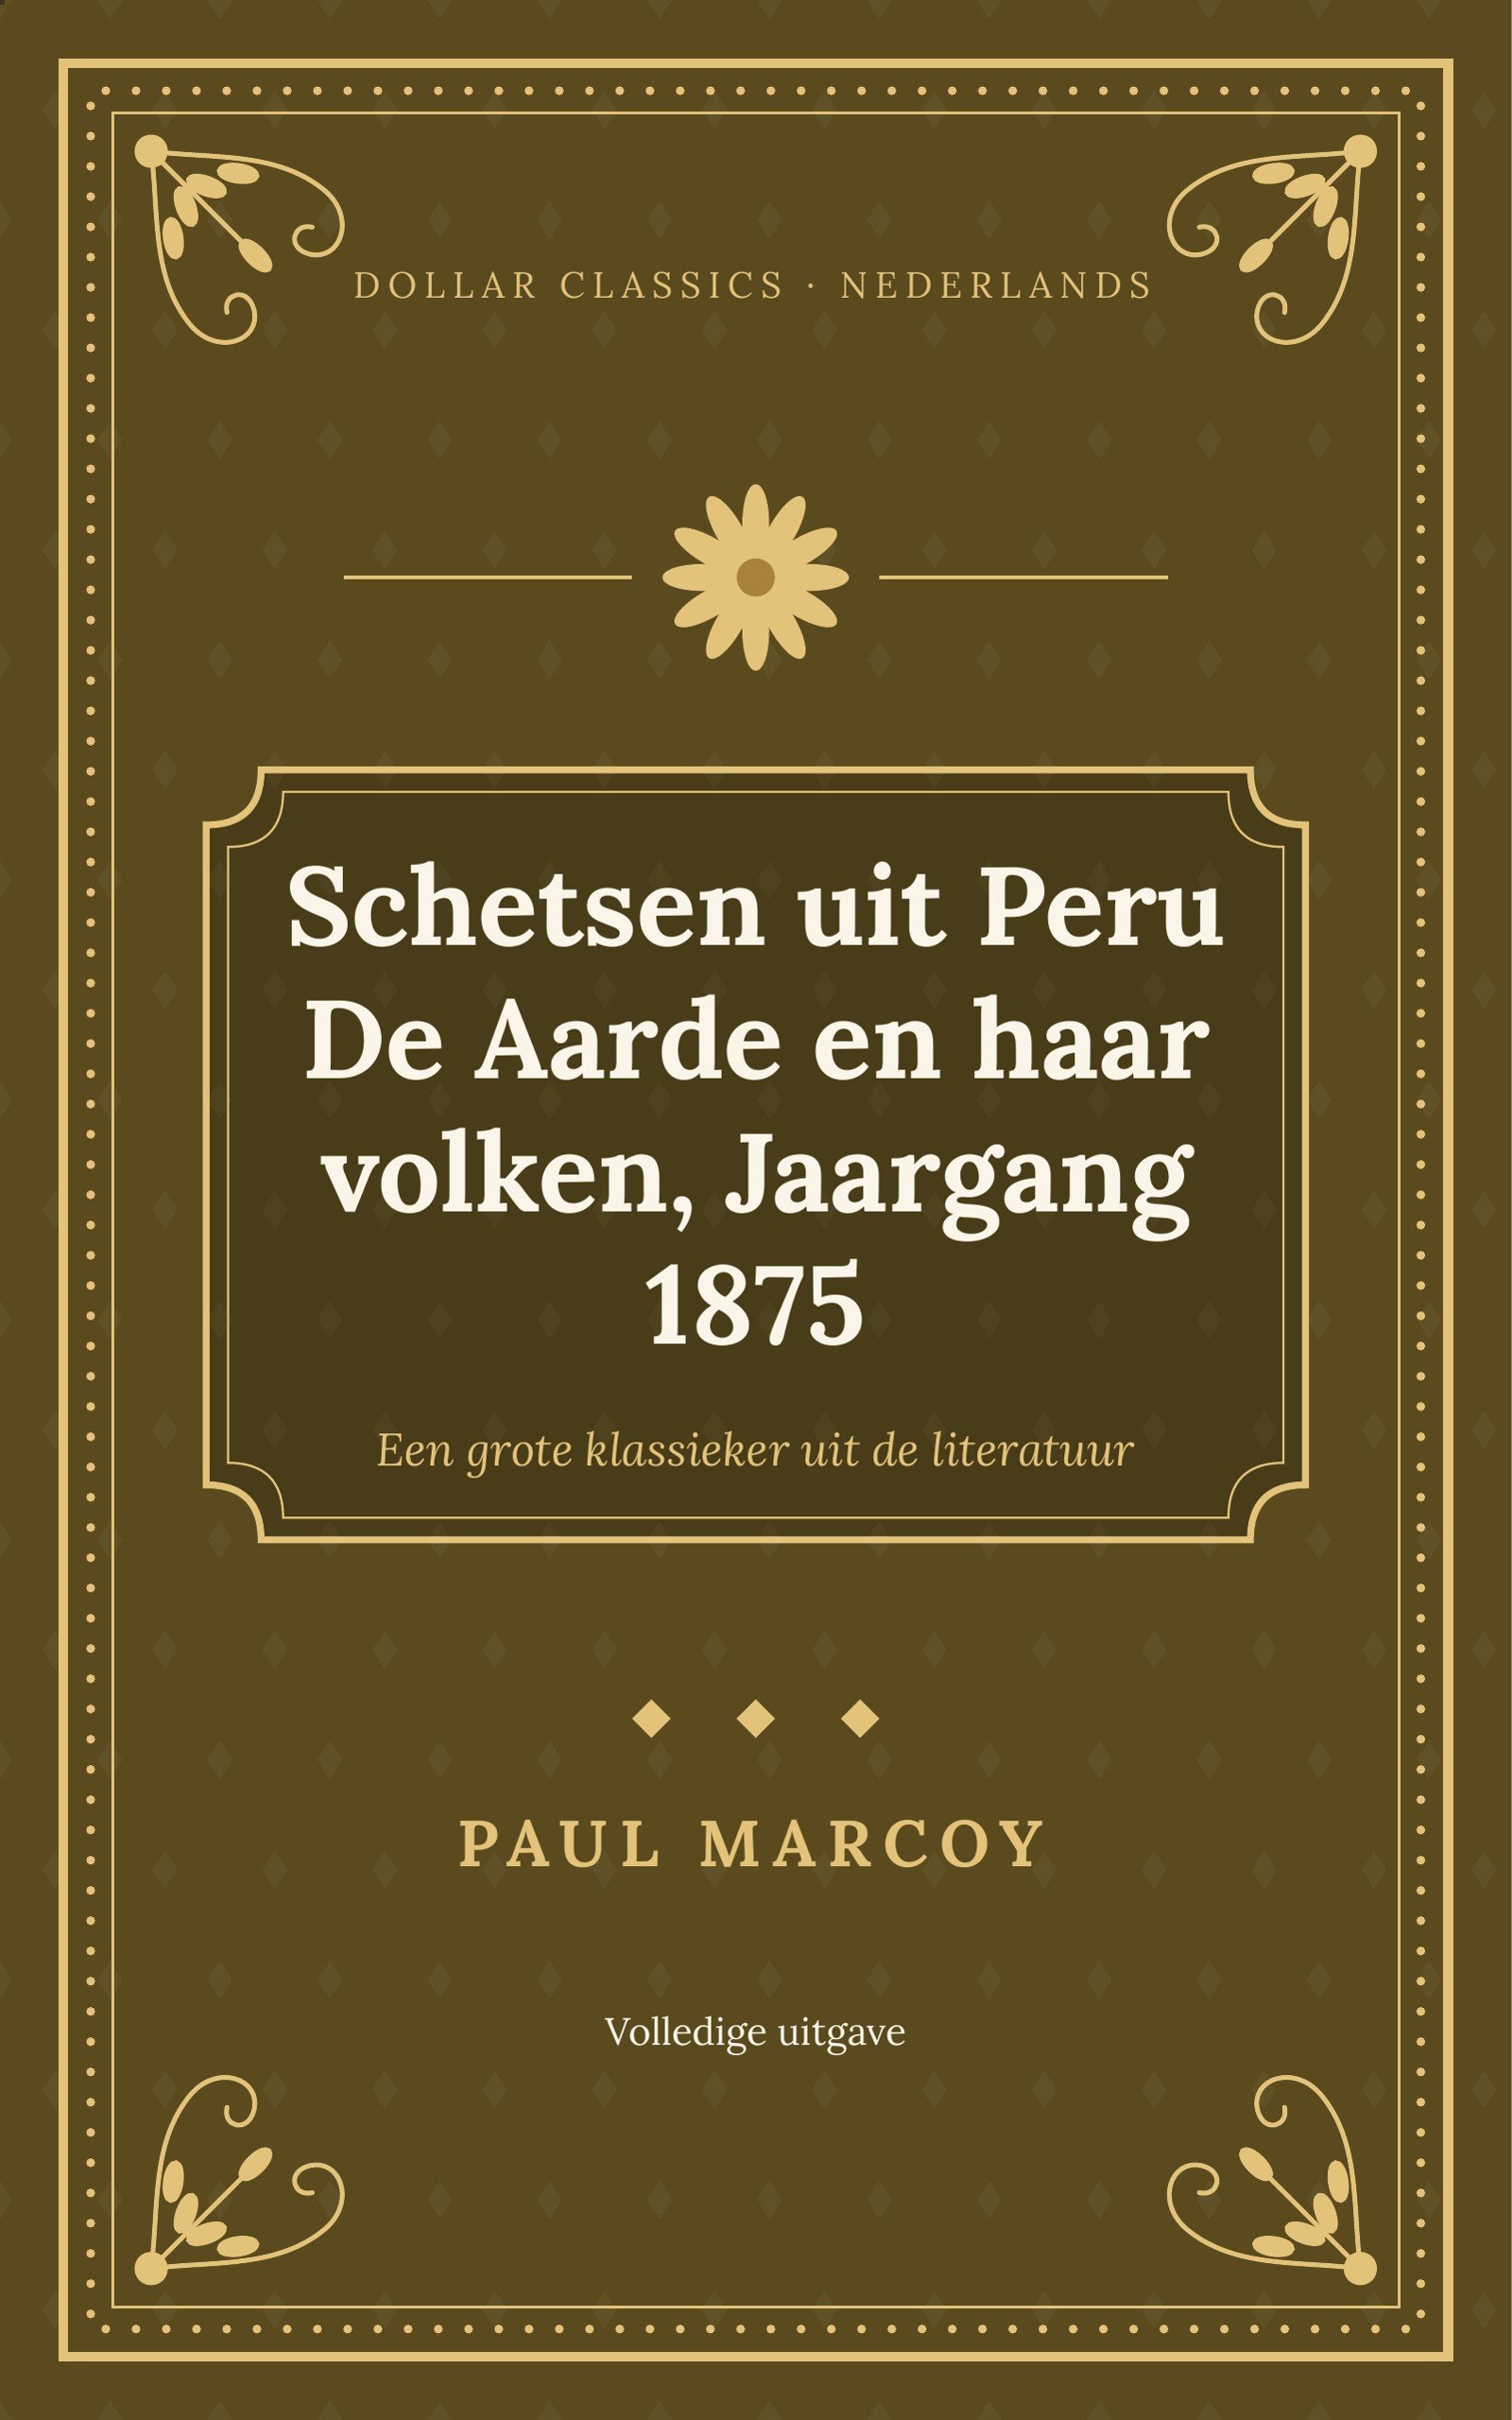 DOLLAR CLASSICS · NEDERLANDS
Schetsen uit Peru
De Aarde en haar
volken, Jaargang
1875
Een grote klassieker uit de literatuur
PAUL MARCOY
Volledige uitgave